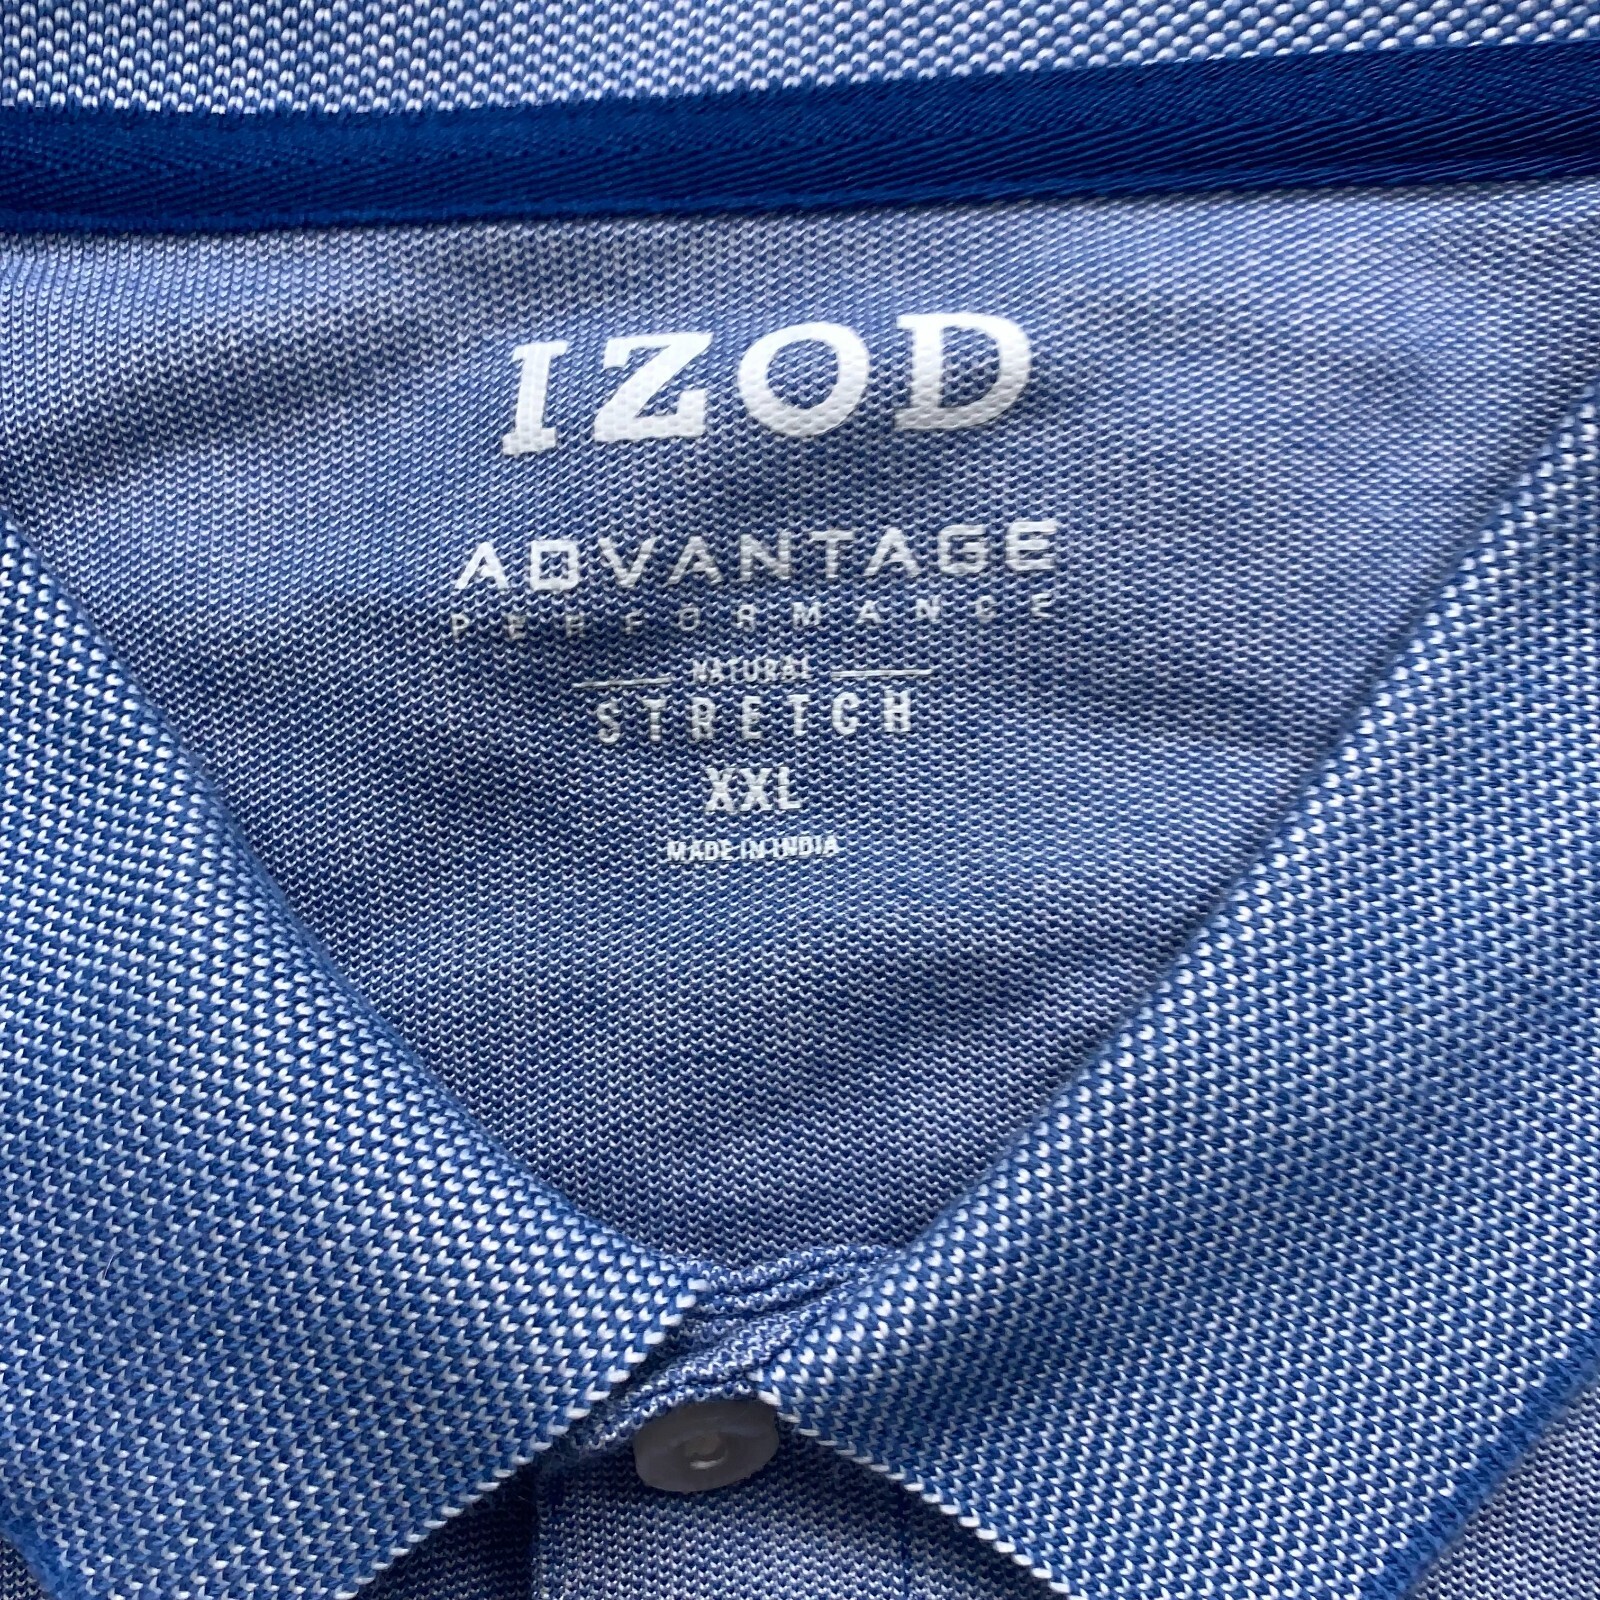 IZOD
ADVANTAGE
PERFORMANCE
NATURAL
STRETCH
XXL
MADE IN INDIA